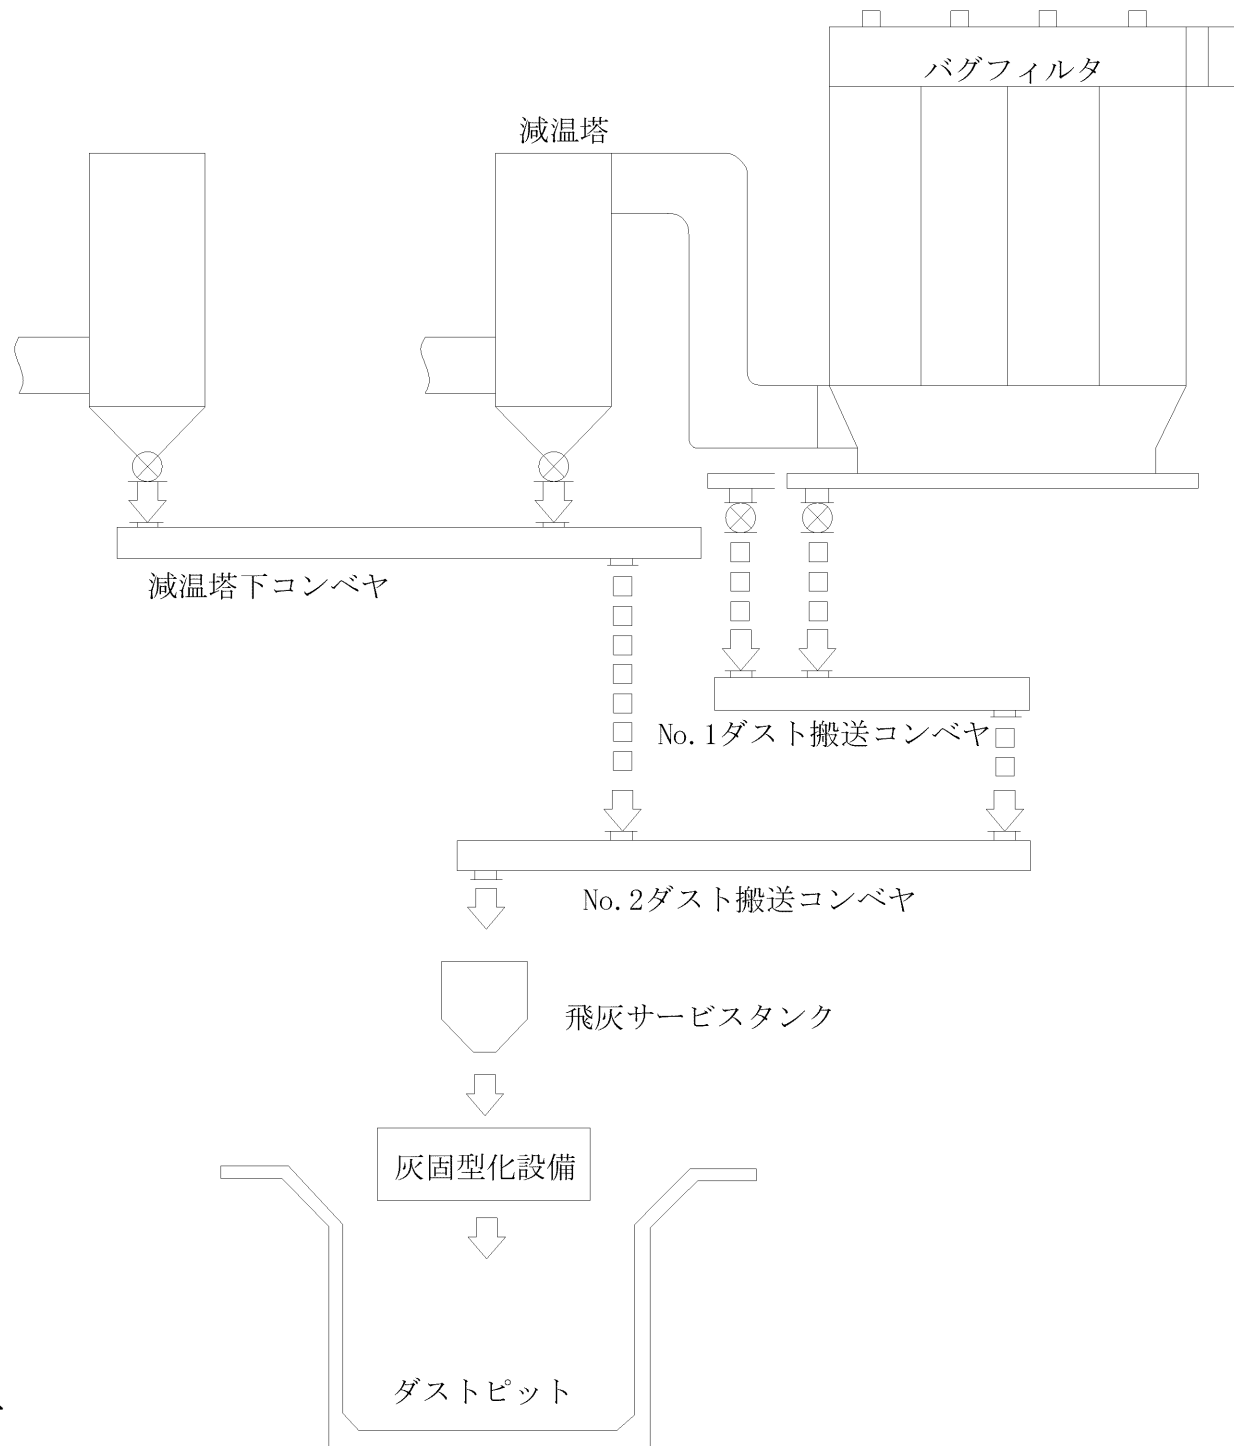 バグフィルタ
減温塔
減温塔下コンベヤ
No.1ダスト搬送コンベヤ
No.2ダスト搬送コンベヤ
飛灰サービスタンク
灰固型化設備
ダストピット